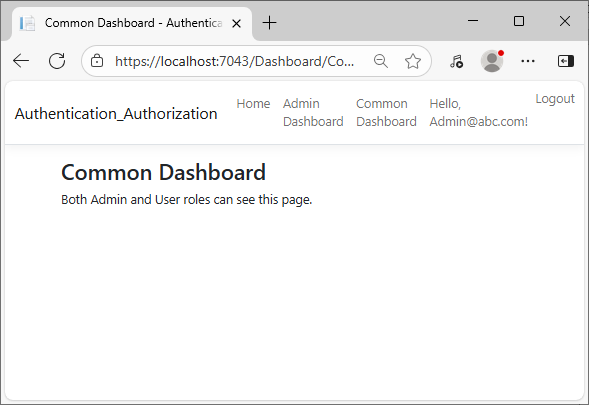 Common Dashboard - Authentica
https://localhost:7043/Dashboard/Co...
Authentication_Authorization
Home
Admin
Dashboard
Common
Dashboard
Hello,
Admin@abc.com!
Logout
Common Dashboard
Both Admin and User roles can see this page.